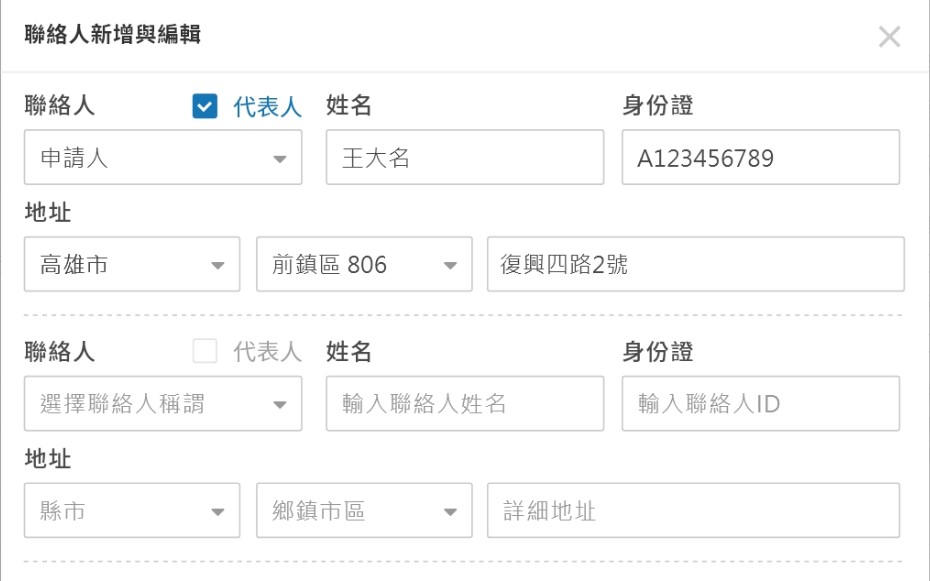 聯絡人新增與編輯
聯絡人 代表人 姓名 身份證
申請人 王大名 A123456789
地址
高雄市 前鎮區 806 復興四路2號
聯絡人 代表人 姓名 身份證
選擇聯絡人稱謂 輸入聯絡人姓名 輸入聯絡人ID
地址
縣市 鄉鎮市區 詳細地址